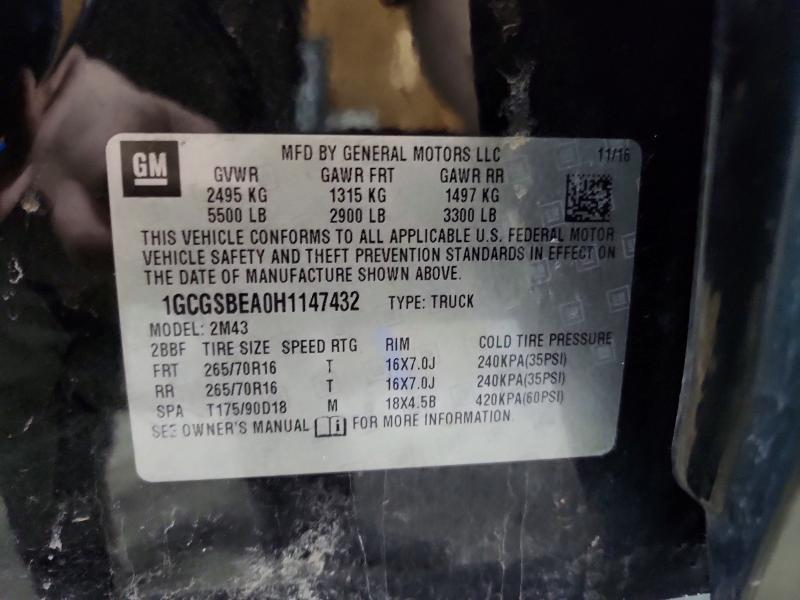 GM
MFD BY GENERAL MOTORS LLC 11/16
GVWR GAWR FRT GAWR RR
2495 KG 1315 KG 1497 KG
5500 LB 2900 LB 3300 LB
THIS VEHICLE CONFORMS TO ALL APPLICABLE U.S. FEDERAL MOTOR
VEHICLE SAFETY AND THEFT PREVENTION STANDARDS IN EFFECT ON
THE DATE OF MANUFACTURE SHOWN ABOVE.
1GCGSBEA0H1147432 TYPE: TRUCK
MODEL: 2M43
2BBF TIRE SIZE SPEED RTG RIM COLD TIRE PRESSURE
FRT 265/70R16 T 16X7.0J 240KPA(35PSI)
RR 265/70R16 T 16X7.0J 240KPA(35PSI)
SPA T175/90D18 M 18X4.5B 420KPA(60PSI)
SEE OWNER'S MANUAL i FOR MORE INFORMATION.